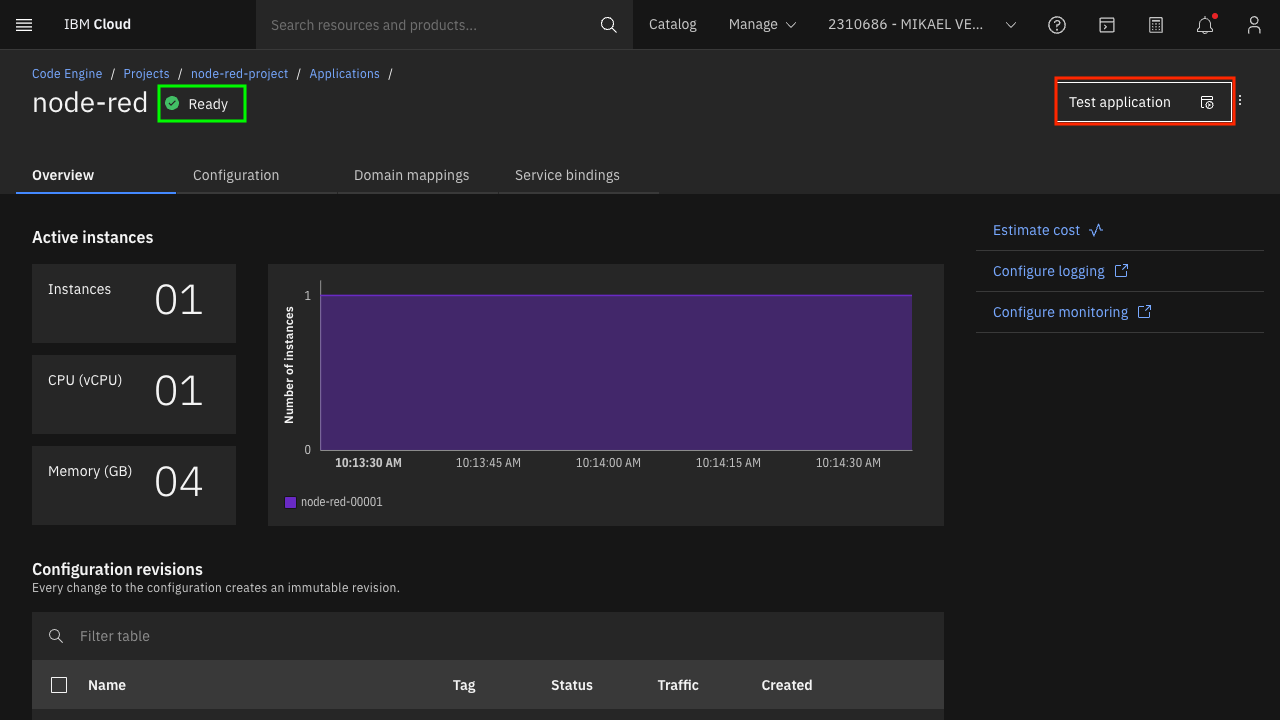 IBM Cloud
Search resources and products...
Catalog
Manage
2310686 - MIKAEL VE...
Code Engine / Projects / node-red-project / Applications /
node-red
Ready
Test application
Overview
Configuration
Domain mappings
Service bindings
Active instances
Instances
01
CPU (vCPU)
01
Memory (GB)
04
Number of instances
1
0
10:13:30 AM
10:13:45 AM
10:14:00 AM
10:14:15 AM
10:14:30 AM
node-red-00001
Estimate cost
Configure logging
Configure monitoring
Configuration revisions
Every change to the configuration creates an immutable revision.
Filter table
Name
Tag
Status
Traffic
Created